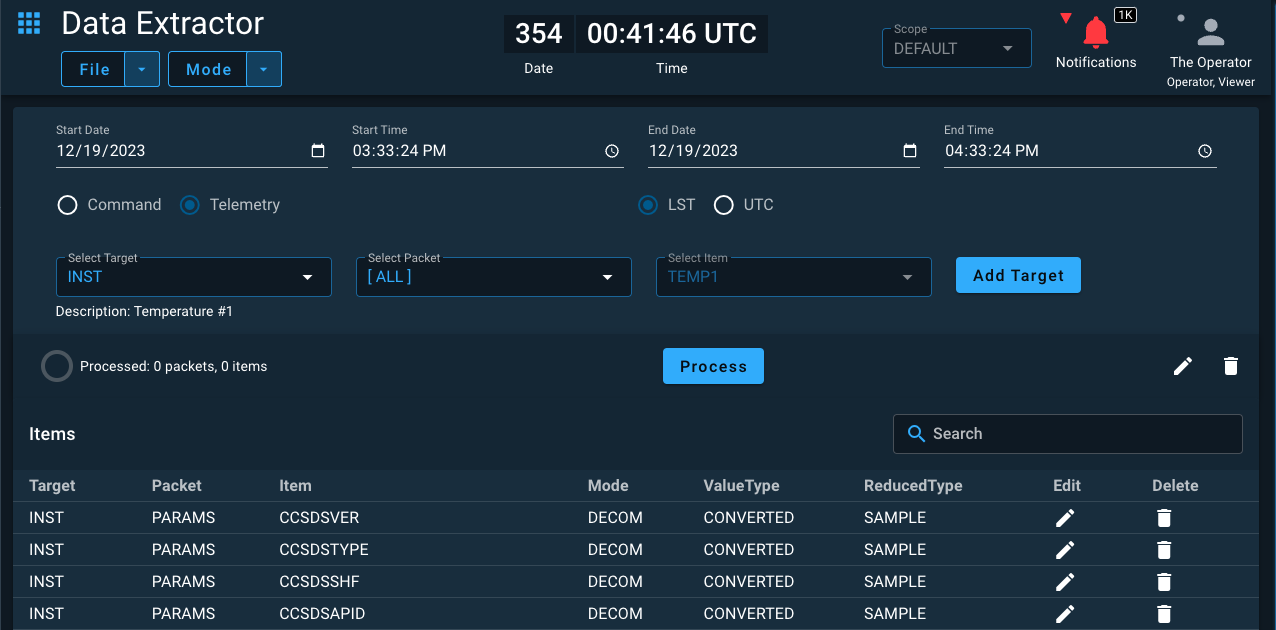 Data Extractor
File
Mode
354
00:41:46 UTC
Date
Time
Scope
DEFAULT
1K
Notifications
The Operator
Operator, Viewer
Start Date
12/19/2023
Start Time
03:33:24 PM
End Date
12/19/2023
End Time
04:33:24 PM
Command
Telemetry
LST
UTC
Select Target
INST
Select Packet
[ ALL ]
Select Item
TEMP1
Add Target
Description: Temperature #1
Processed: 0 packets, 0 items
Process
Items
Search
Target Packet Item Mode ValueType ReducedType Edit Delete
INST PARAMS CCSDSVER DECOM CONVERTED SAMPLE
INST PARAMS CCSDSTYPE DECOM CONVERTED SAMPLE
INST PARAMS CCSDSSHF DECOM CONVERTED SAMPLE
INST PARAMS CCSDSAPID DECOM CONVERTED SAMPLE